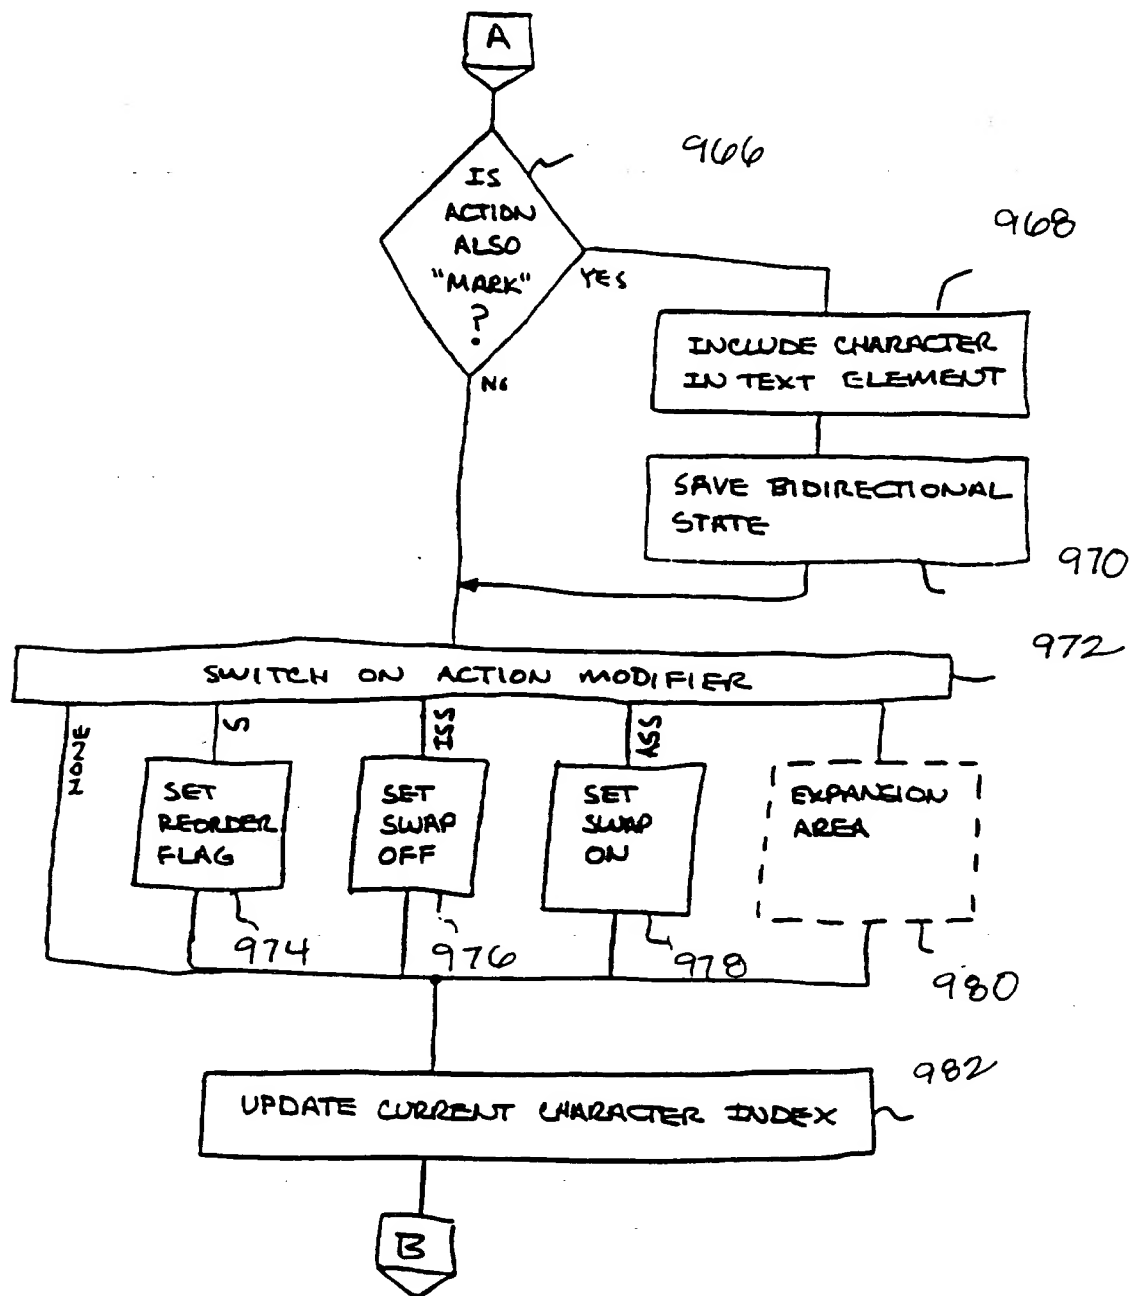 A
966
IS
ACTION
ALSO
"MARK"
?
YES
NO
968
INCLUDE CHARACTER
IN TEXT ELEMENT
SAVE BIDIRECTIONAL
STATE
970
972
SWITCH ON ACTION MODIFIER
NONE
S
ISS
ASS
SET
REORDER
FLAG
SET
SWAP
OFF
SET
SWAP
ON
EXPANSION
AREA
974
976
978
980
982
UPDATE CURRENT CHARACTER INDEX
B